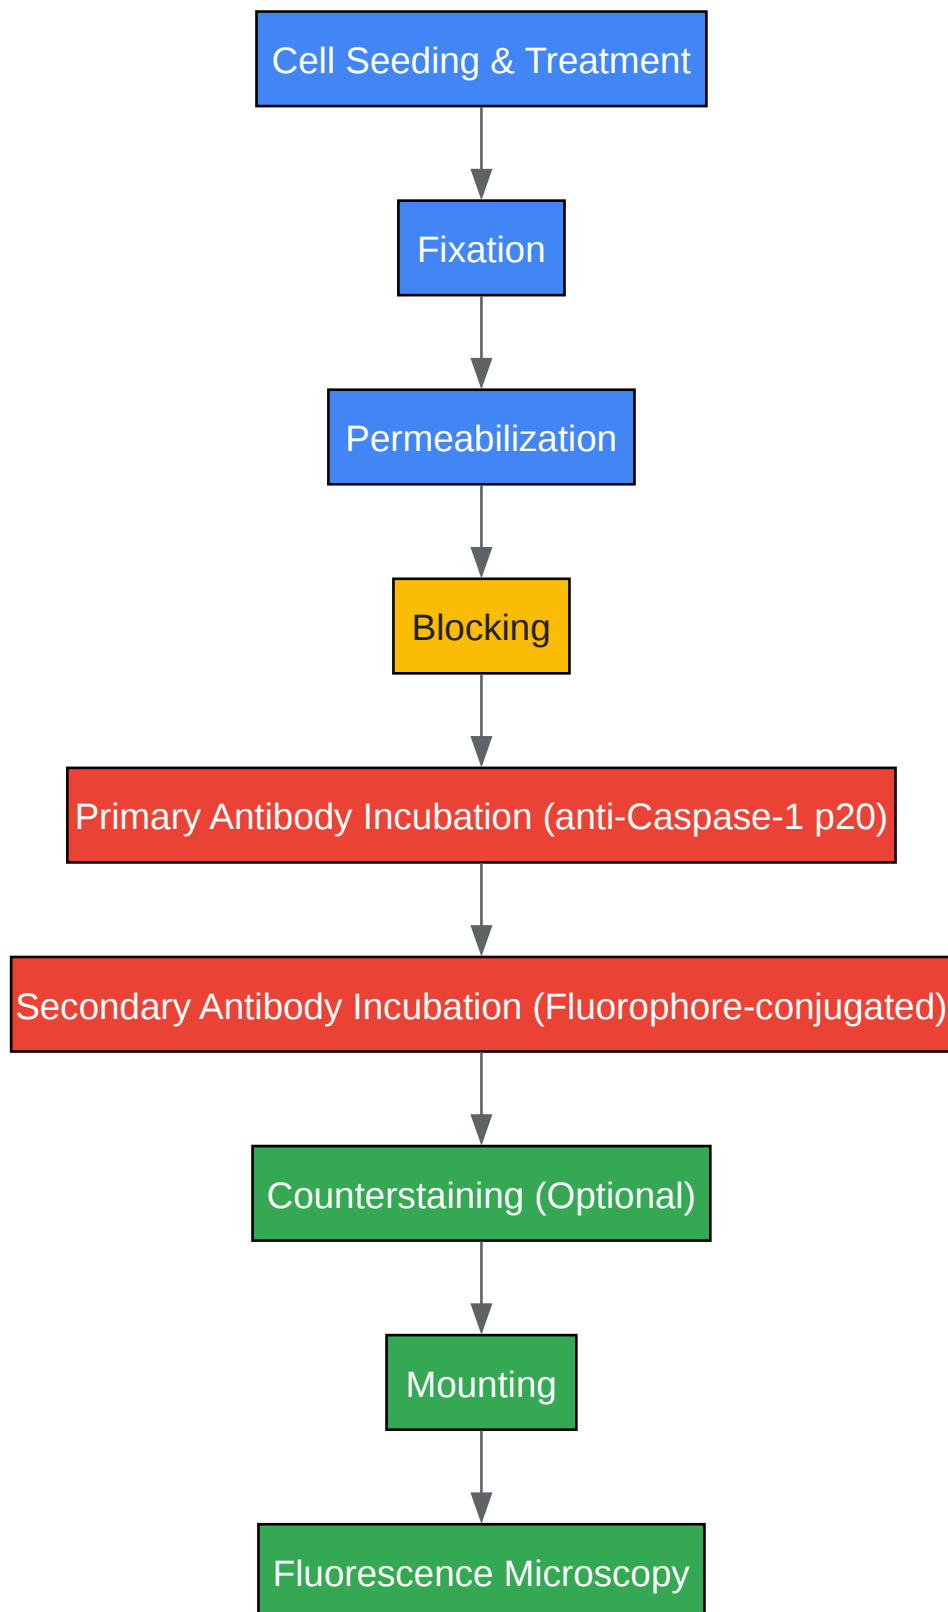 Cell Seeding & Treatment
Fixation
Permeabilization
Blocking
Primary Antibody Incubation (anti-Caspase-1 p20)
Secondary Antibody Incubation (Fluorophore-conjugated)
Counterstaining (Optional)
Mounting
Fluorescence Microscopy